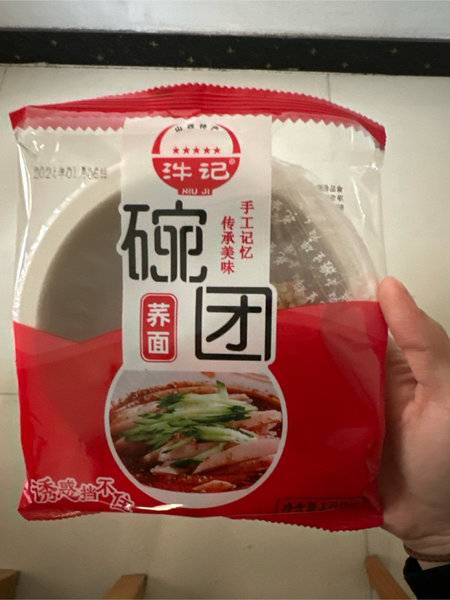 山西特产
★★★★★
汼记®
NIU JI
手工记忆
传承美味
碗
团
荞面
诱惑挡不住